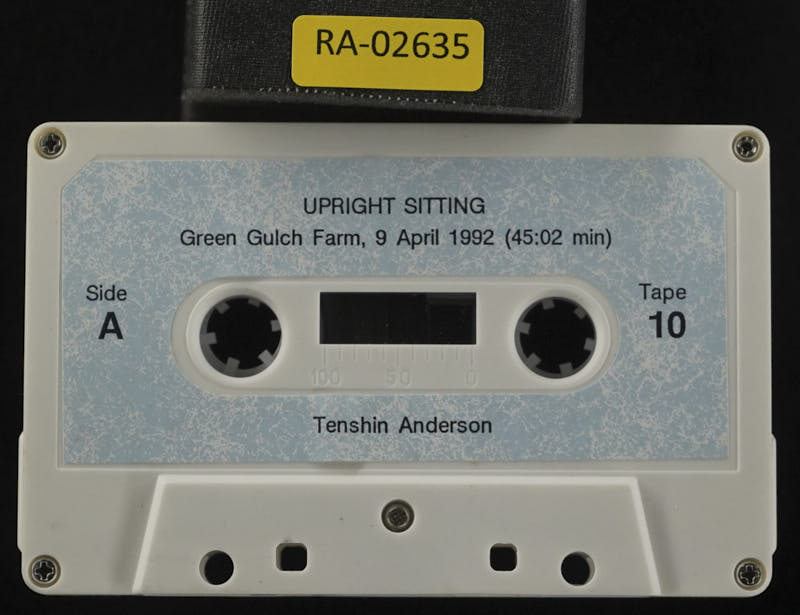 RA-02635
UPRIGHT SITTING
Green Gulch Farm, 9 April 1992 (45:02 min)
Side
A
Tape
10
100 50 0
Tenshin Anderson